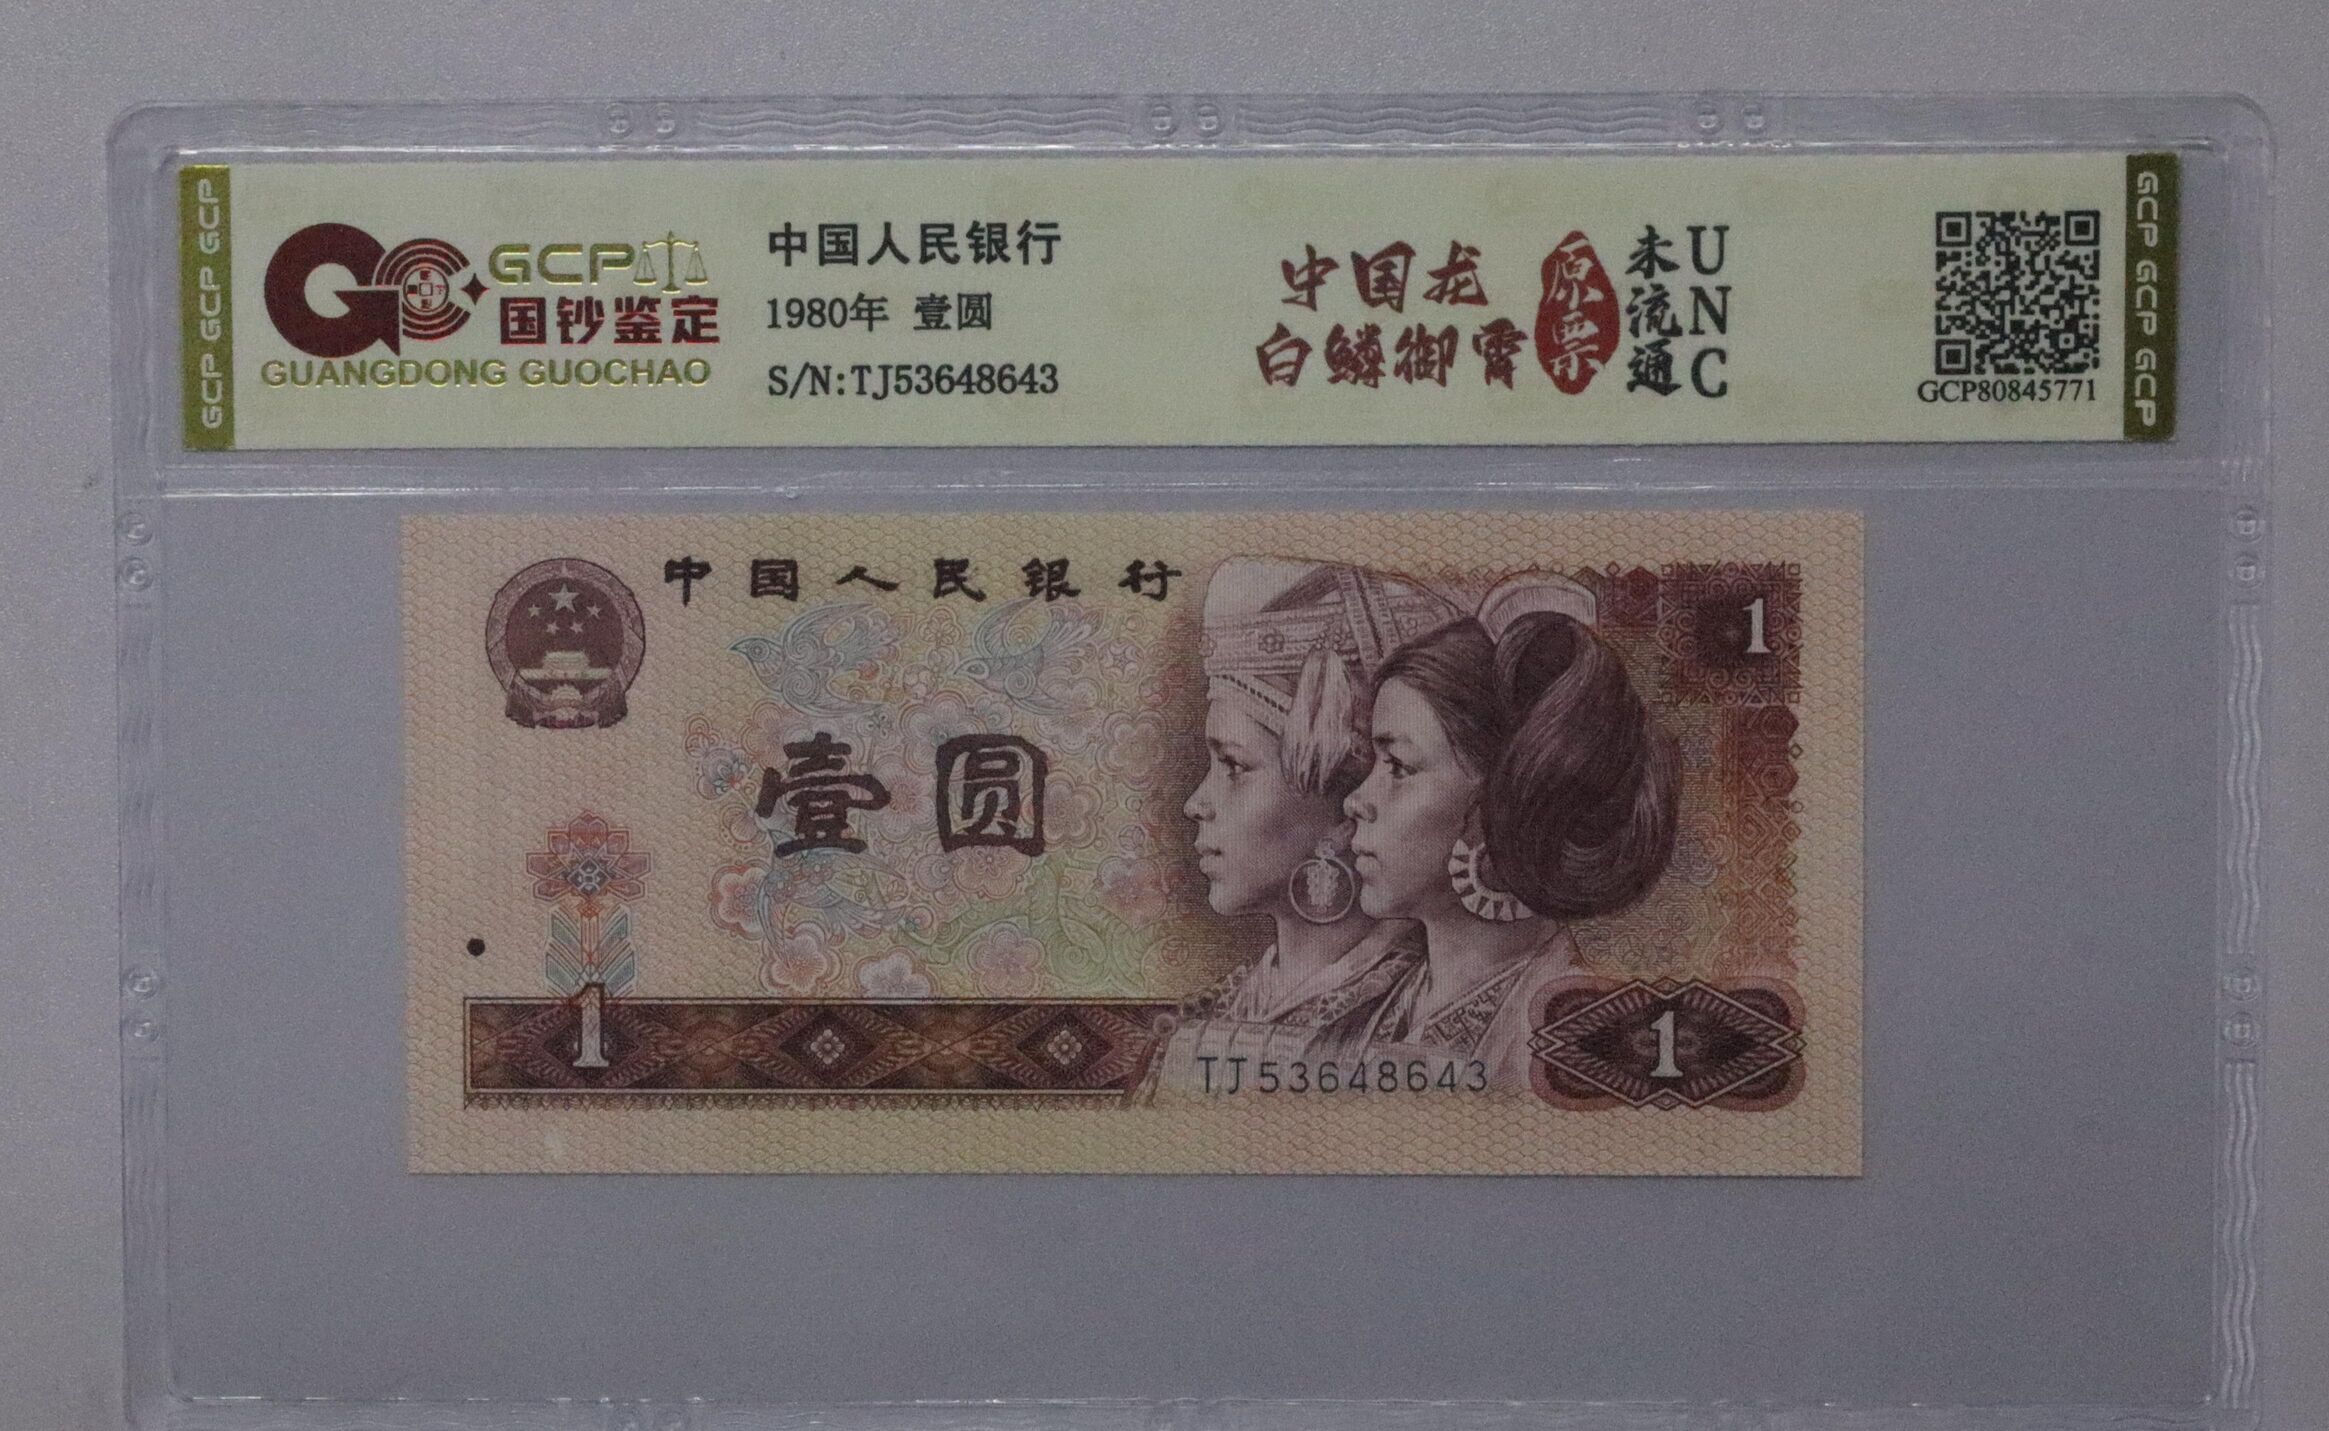 GCP GCP GCP
GCP
国钞鉴定
GUANGDONG GUOCHAO
中国人民银行
1980年 壹圆
S/N:TJ53648643
中国龙
白鳞御霄
原票
未流通
UNC
GCP80845771
GCP GCP GCP
中国人民银行
1
壹圆
1
1
TJ53648643